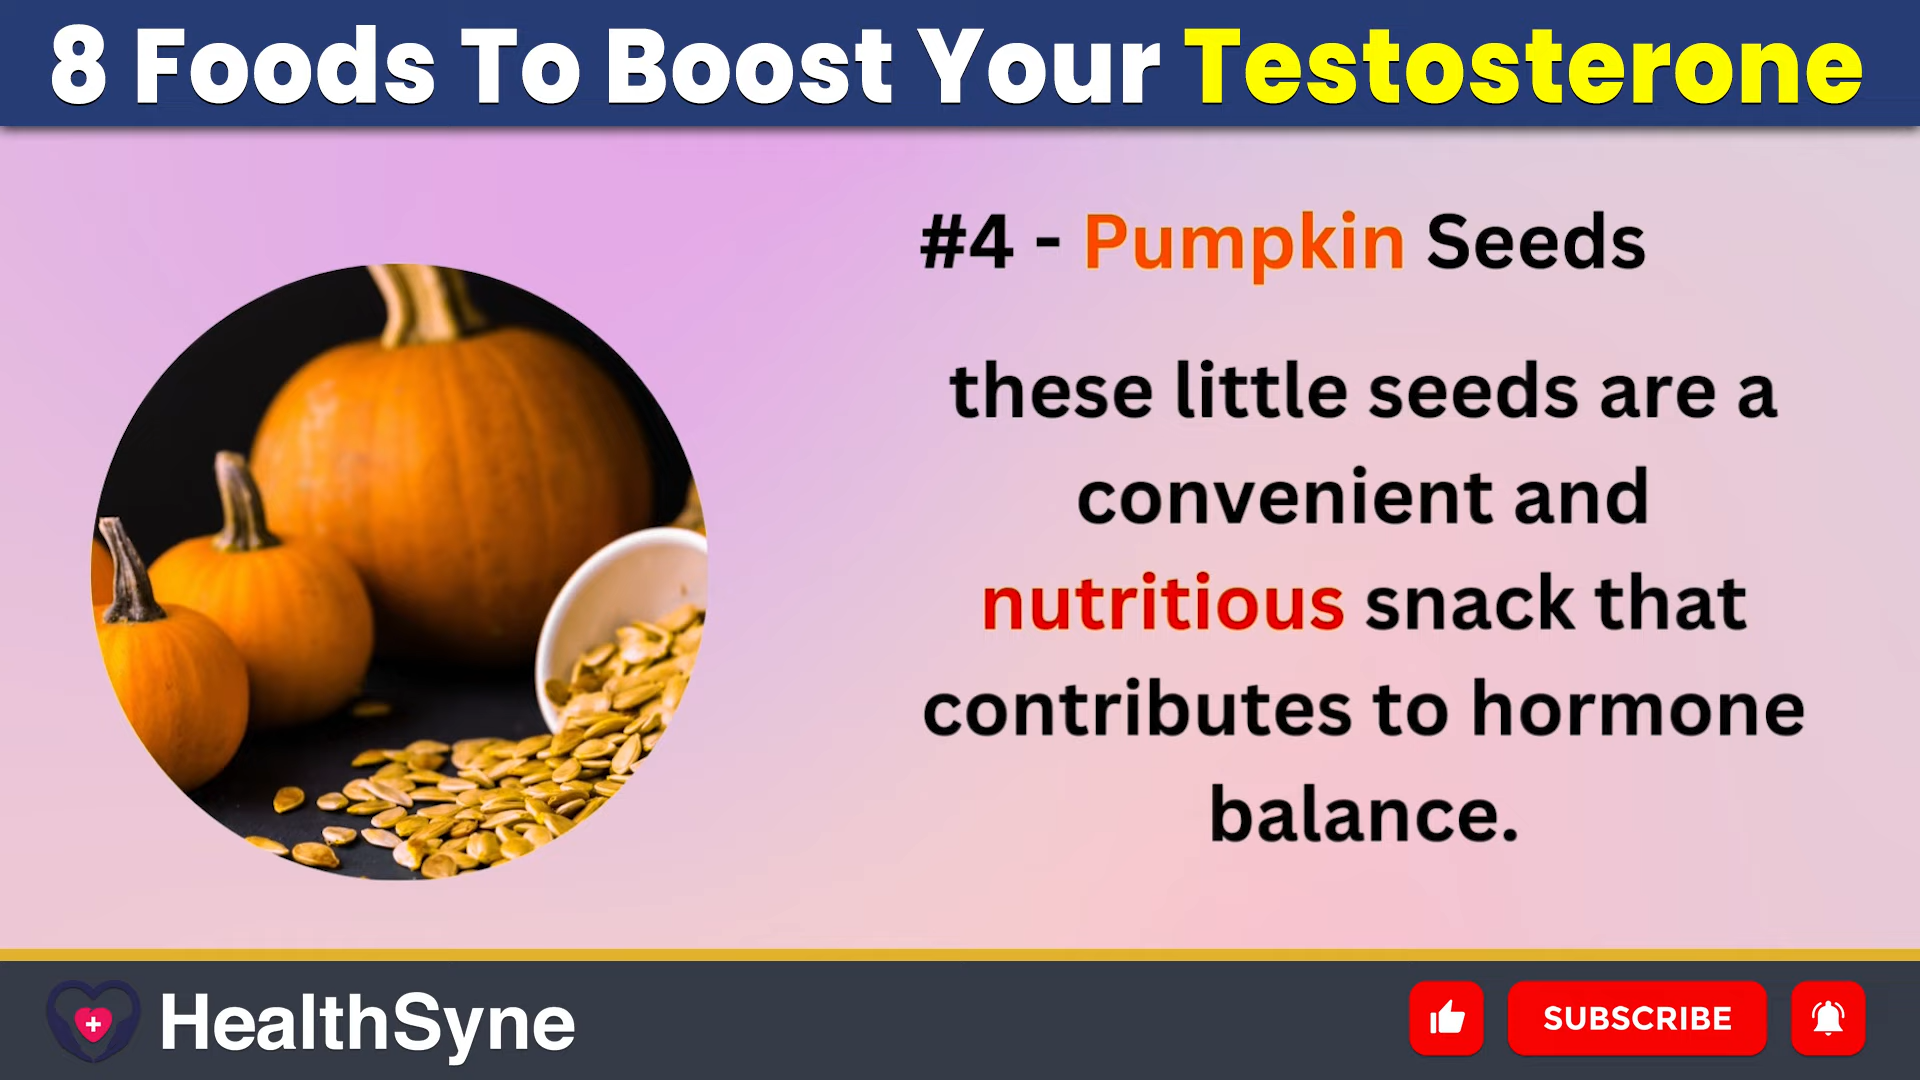 8 Foods To Boost Your Testosterone
#4 - Pumpkin Seeds
these little seeds are a
convenient and
nutritious snack that
contributes to hormone
balance.
HealthSyne
SUBSCRIBE